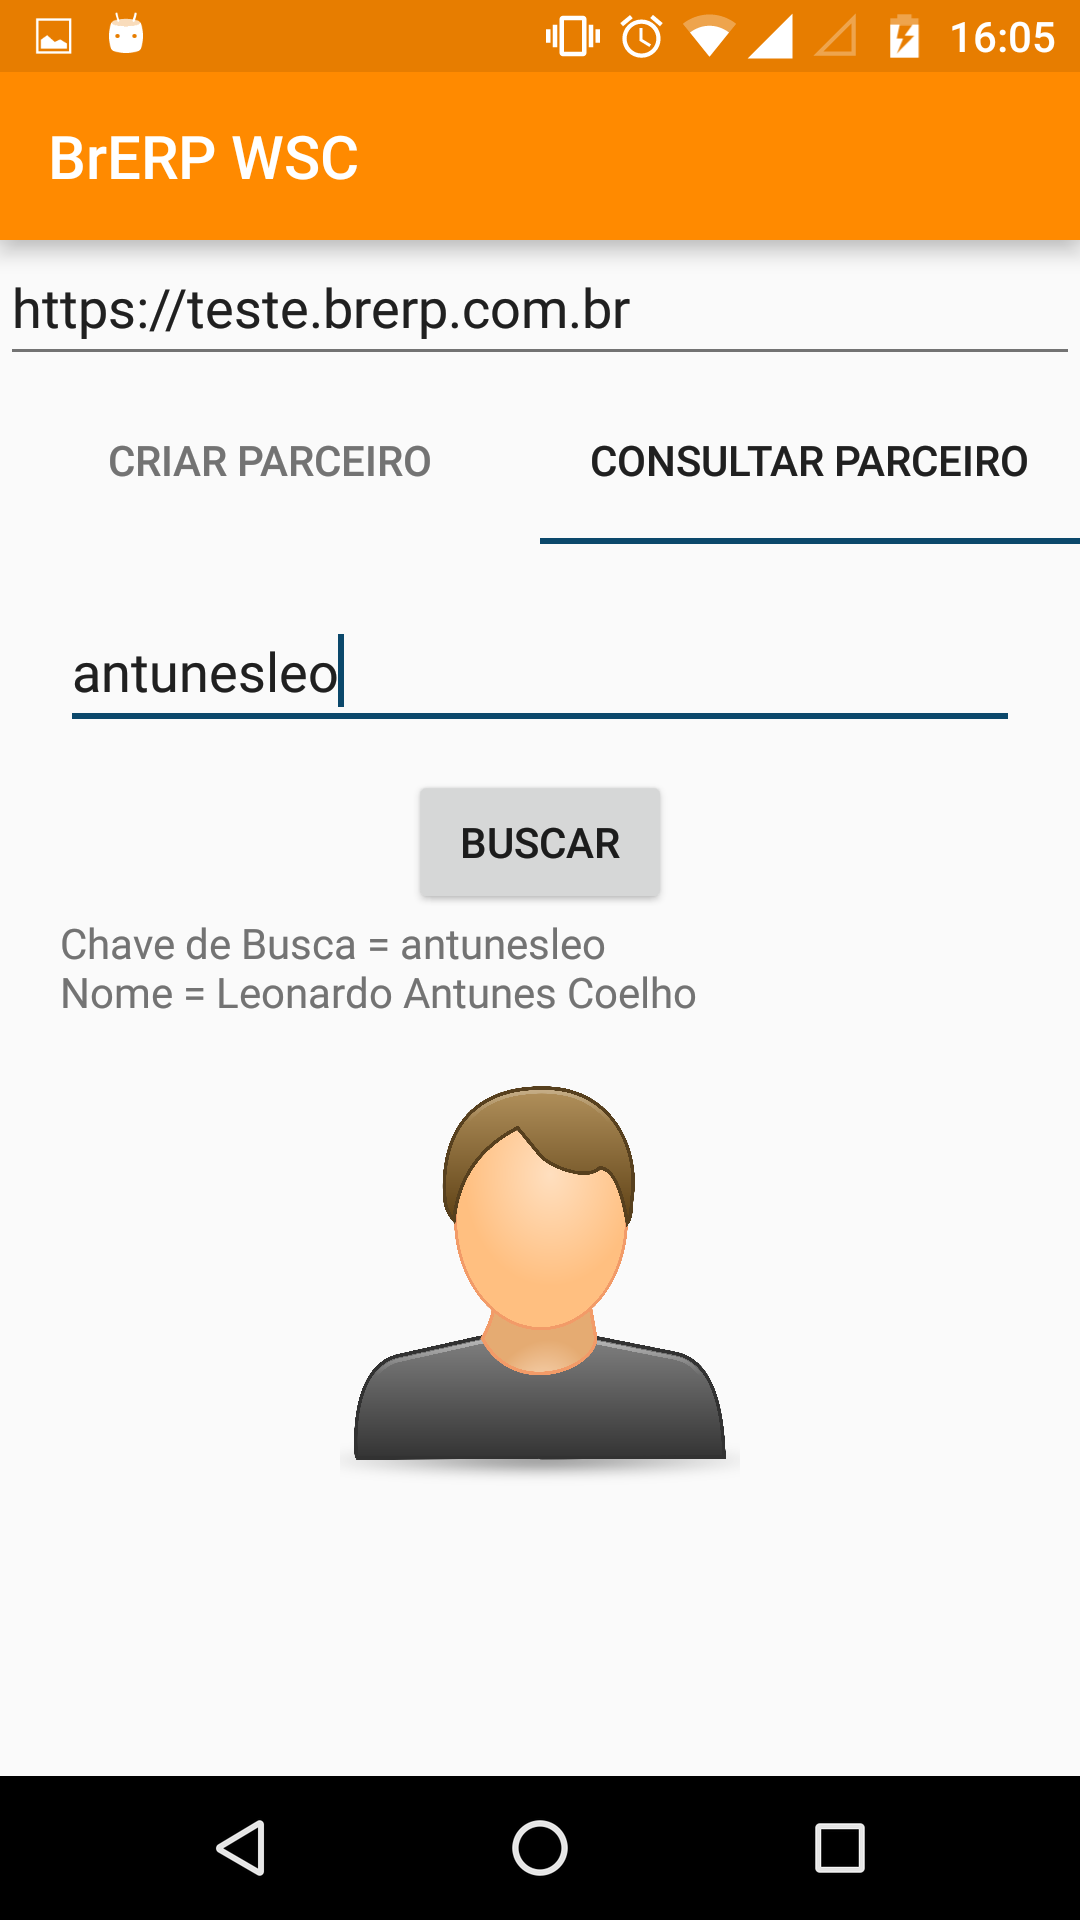 16:05
BrERP WSC
https://teste.brerp.com.br
CRIAR PARCEIRO
CONSULTAR PARCEIRO
antunesleo
BUSCAR
Chave de Busca = antunesleo
Nome = Leonardo Antunes Coelho